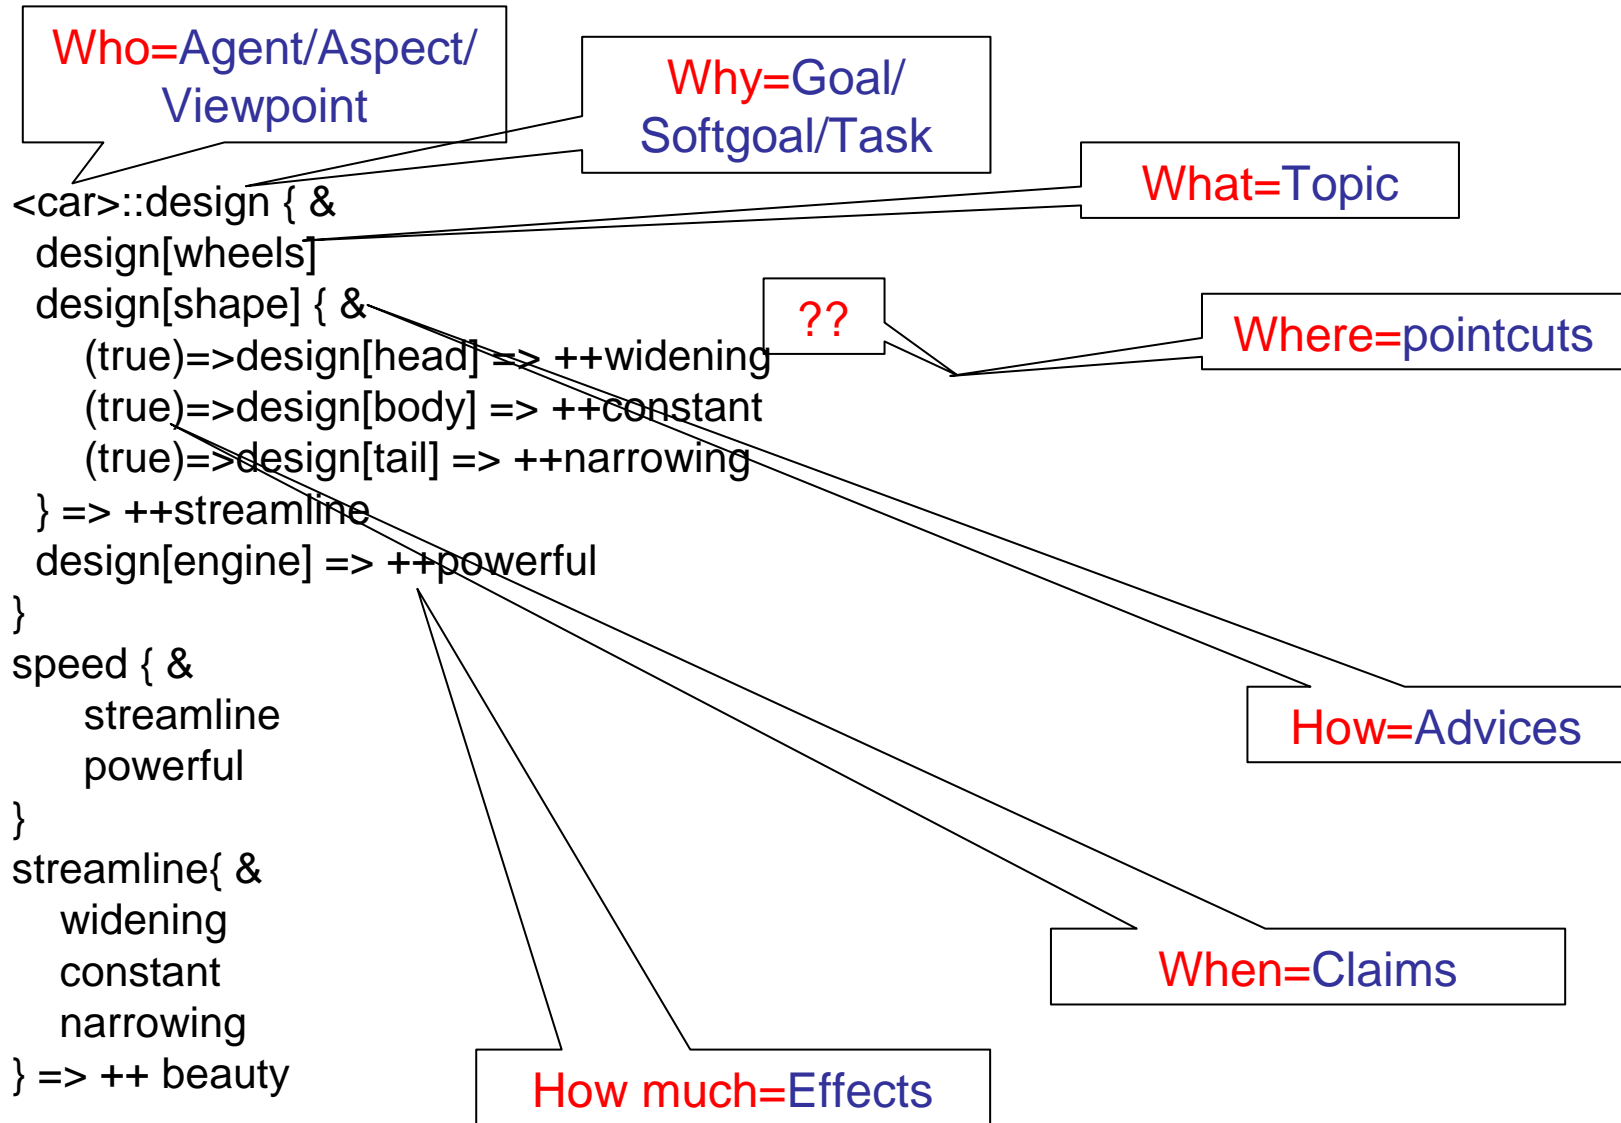 Who=Agent/Aspect/
Viewpoint
Why=Goal/
Softgoal/Task
What=Topic
<car>::design { &
design[wheels]
design[shape] { &
??
Where=pointcuts
(true)=>design[head] => ++widening
(true)=>design[body] => ++constant
(true)=>design[tail] => ++narrowing
} => ++streamline
design[engine] => ++powerful
}
speed { &
streamline
powerful
}
How=Advices
streamline{ &
widening
constant
narrowing
} => ++ beauty
When=Claims
How much=Effects